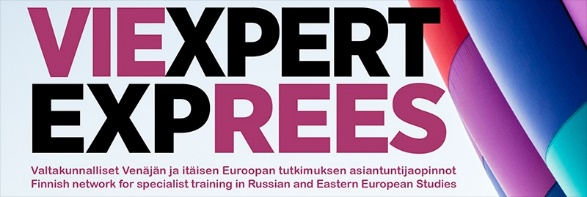 VIEXPERT
EXPREES
Valtakunnalliset Venäjän ja itäisen Euroopan tutkimuksen asiantuntijaopinnot
Finnish network for specialist training in Russian and Eastern European Studies